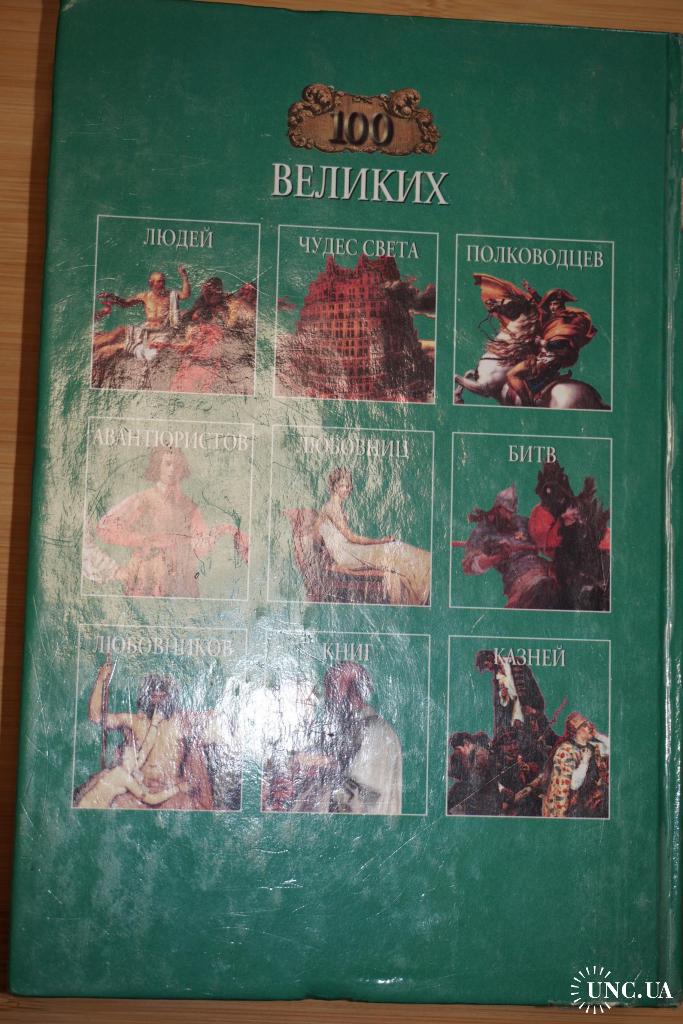 100
ВЕЛИКИХ
ЛЮДЕЙ
ЧУДЕС СВЕТА
ПОЛКОВОДЦЕВ
АВАНТЮРИСТОВ
ЛЮБОВНИЦ
БИТВ
ЛЮБОВНИКОВ
КНИГ
КАЗНЕЙ
UNC.UA